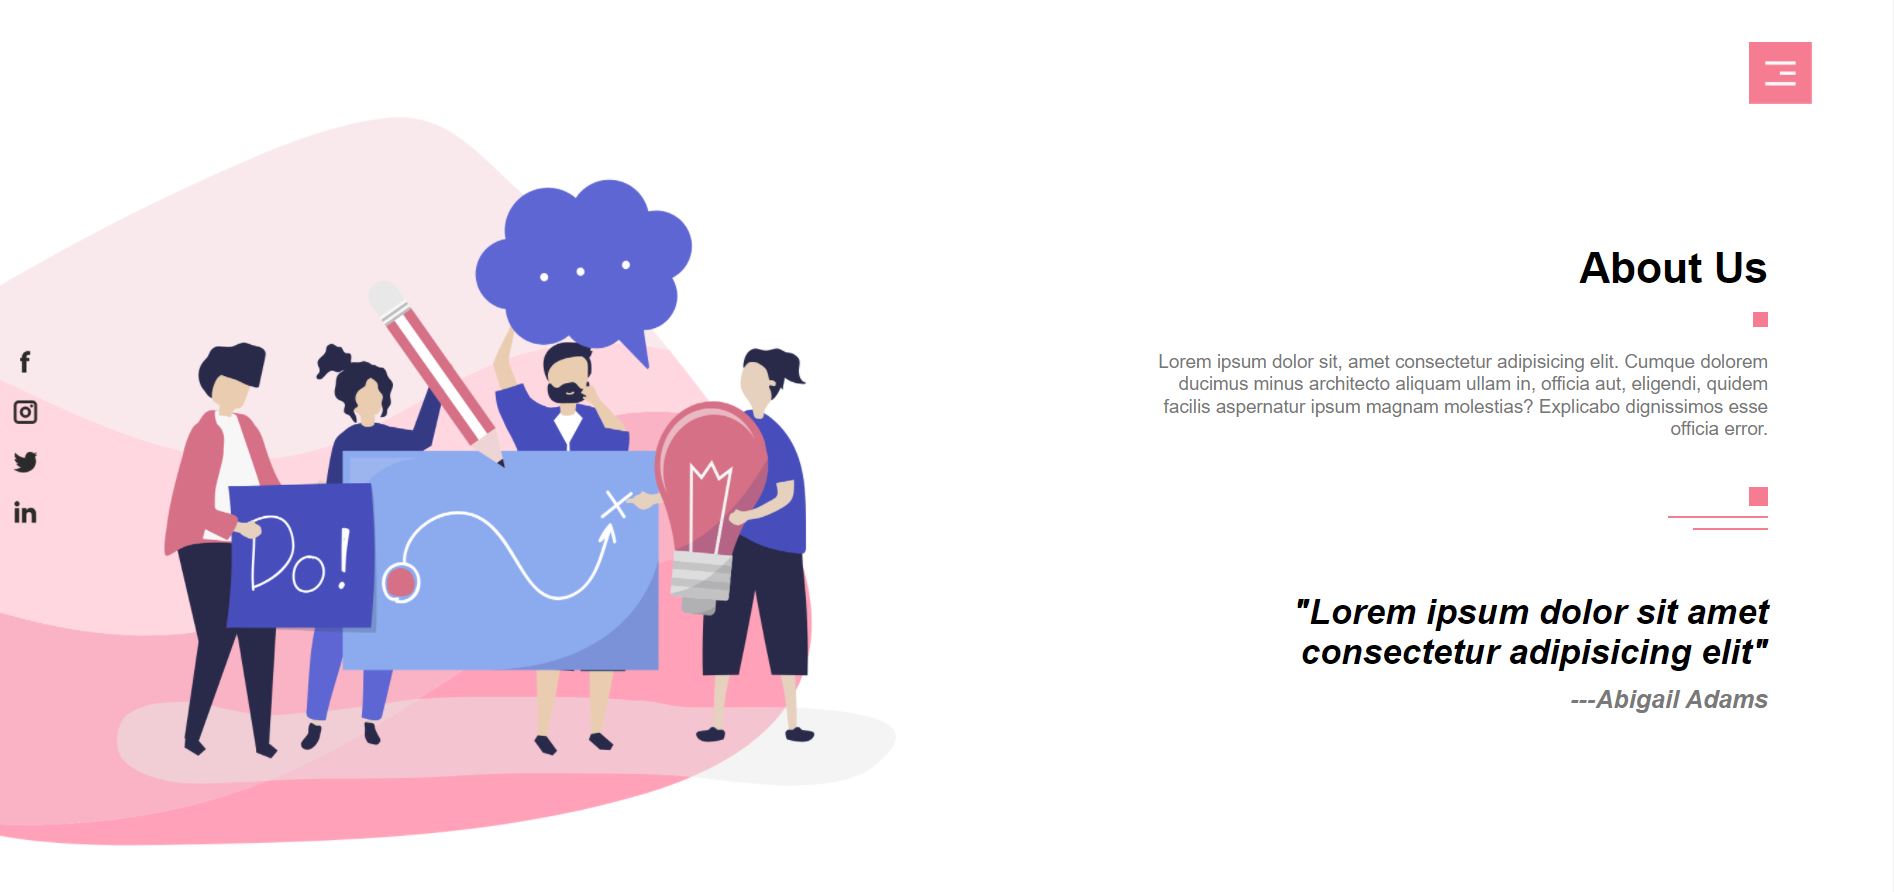 About Us
Lorem ipsum dolor sit, amet consectetur adipisicing elit. Cumque dolorem
ducimus minus architecto aliquam ullam in, officia aut, eligendi, quidem
facilis aspernatur ipsum magnam molestias? Explicabo dignissimos esse
officia error.
Do!
"Lorem ipsum dolor sit amet
consectetur adipisicing elit"
---Abigail Adams